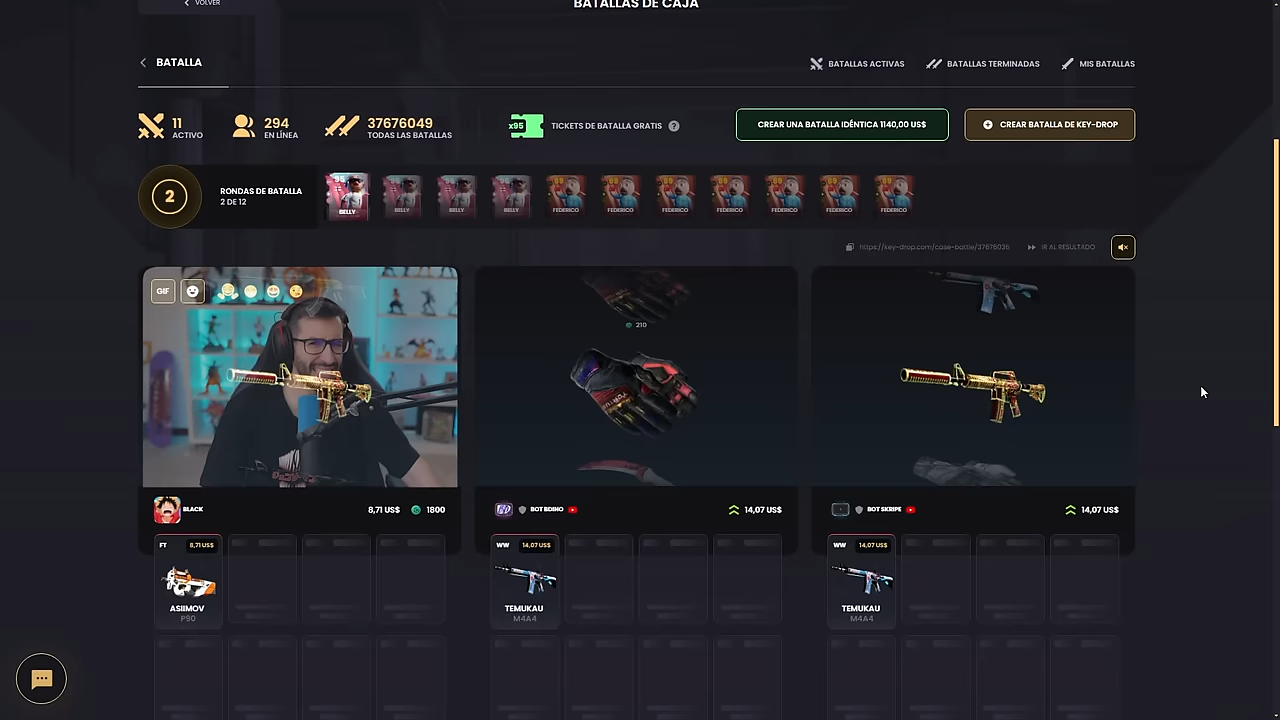 VOLVER
BATALLAS DE CAJA
BATALLA
BATALLAS ACTIVAS
BATALLAS TERMINADAS
MIS BATALLAS
11
ACTIVO
294
EN LÍNEA
37676049
TODAS LAS BATALLAS
x95
TICKETS DE BATALLA GRATIS ?
CREAR UNA BATALLA IDÉNTICA 1140,00 US$
CREAR BATALLA DE KEY-DROP
2
RONDAS DE BATALLA
2 DE 12
BELLY
BELLY
BELLY
BELLY
FEDERICO
FEDERICO
FEDERICO
FEDERICO
FEDERICO
FEDERICO
FEDERICO
https://key-drop.com/case-battle/37676036
IR AL RESULTADO
GIF
210
BLACK
8,71 US$
1800
BOT BDINO
14,07 US$
BOT SKRIPE
14,07 US$
FT
8,71 US$
ASIIMOV
P90
WW
14,07 US$
TEMUKAU
M4A4
WW
14,07 US$
TEMUKAU
M4A4